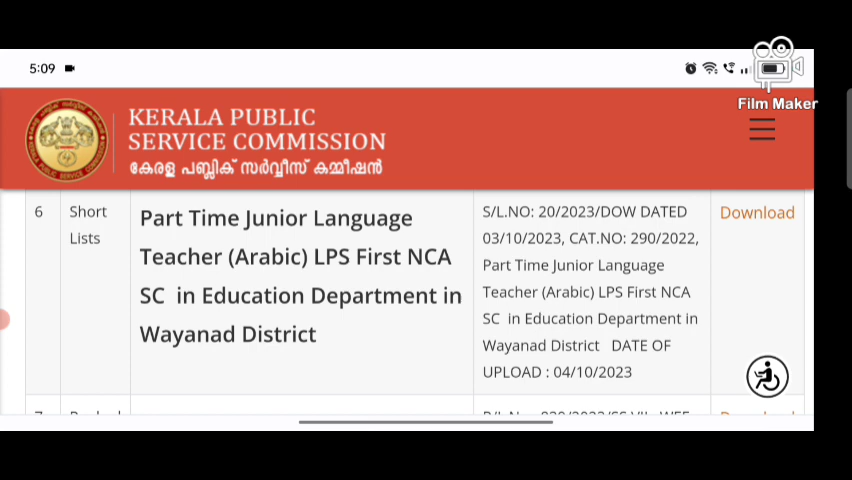 5:09
Film Maker
KERALA PUBLIC
SERVICE COMMISSION
കേരള പബ്ലിക് സർവ്വീസ് കമ്മീഷൻ
6
Short
Lists
Part Time Junior Language
Teacher (Arabic) LPS First NCA
SC in Education Department in
Wayanad District
S/L.NO: 20/2023/DOW DATED
03/10/2023, CAT.NO: 290/2022,
Part Time Junior Language
Teacher (Arabic) LPS First NCA
SC in Education Department in
Wayanad District DATE OF
UPLOAD : 04/10/2023
Download